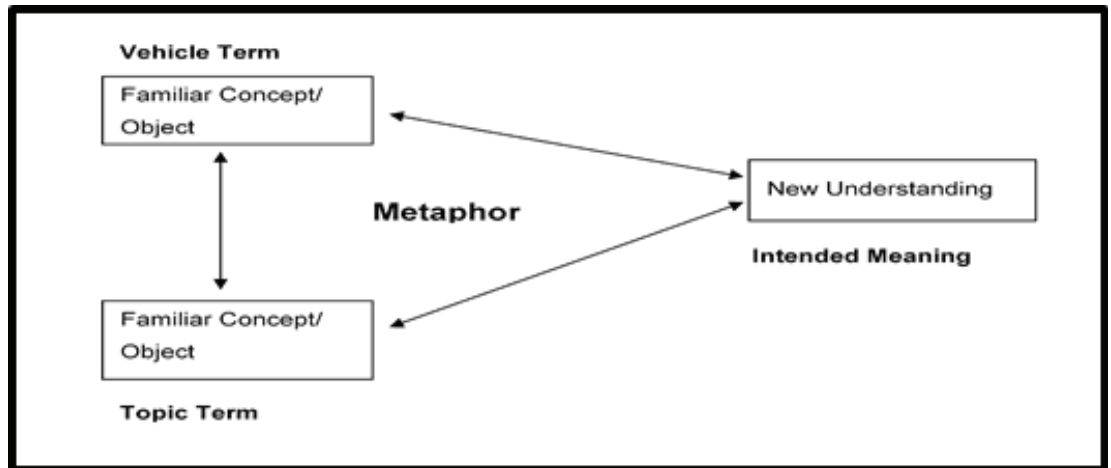 Vehicle Term
Familiar Concept/
Object
Metaphor
New Understanding
Intended Meaning
Familiar Concept/
Object
Topic Term